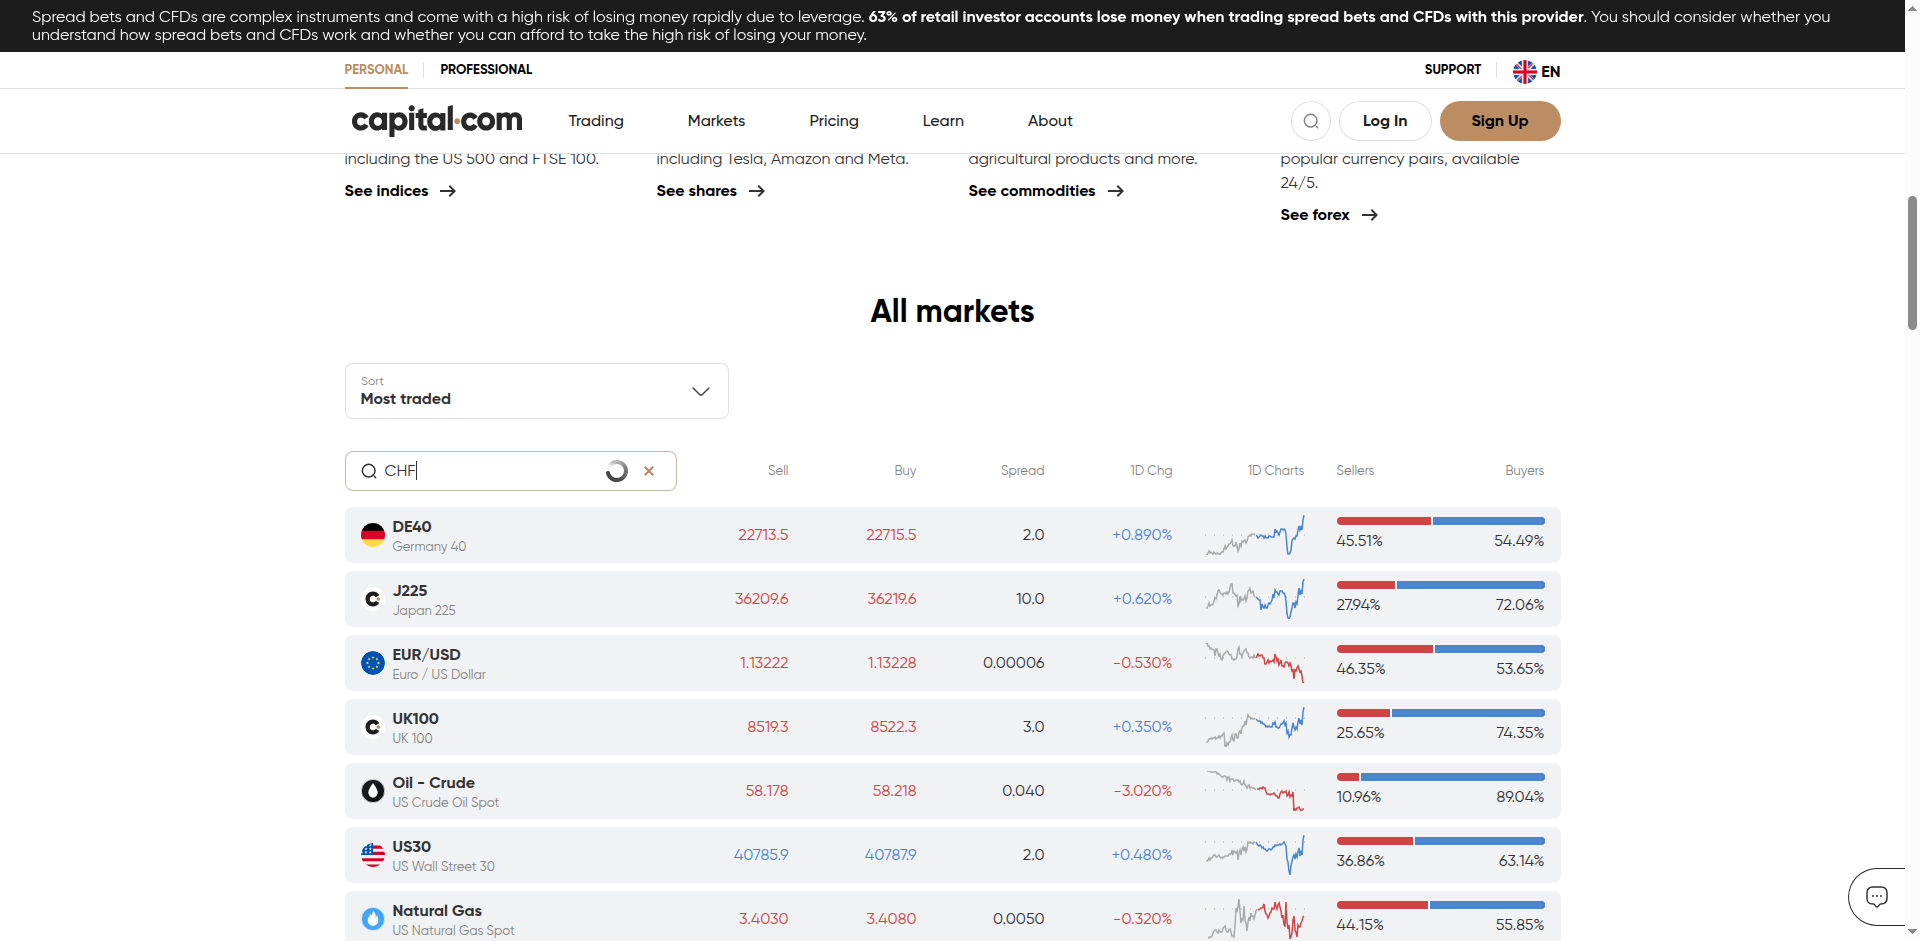 Spread bets and CFDs are complex instruments and come with a high risk of losing money rapidly due to leverage. 63% of retail investor accounts lose money when trading spread bets and CFDs with this provider. You should consider whether you
understand how spread bets and CFDs work and whether you can afford to take the high risk of losing your money.
PERSONAL PROFESSIONAL SUPPORT EN
capital.com Trading Markets Pricing Learn About Log In Sign Up
including the US 500 and FTSE 100. including Tesla, Amazon and Meta. agricultural products and more. popular currency pairs, available
24/5.
See indices See shares See commodities
See forex
All markets
Sort
Most traded
CHF Sell Buy Spread 1D Chg 1D Charts Sellers Buyers
DE40
Germany 40
22713.5 22715.5 2.0 +0.890% 45.51% 54.49%
J225
Japan 225
36209.6 36219.6 10.0 +0.620% 27.94% 72.06%
EUR/USD
Euro / US Dollar
1.13222 1.13228 0.00006 -0.530% 46.35% 53.65%
UK100
UK 100
8519.3 8522.3 3.0 +0.350% 25.65% 74.35%
Oil - Crude
US Crude Oil Spot
58.178 58.218 0.040 -3.020% 10.96% 89.04%
US30
US Wall Street 30
40785.9 40787.9 2.0 +0.480% 36.86% 63.14%
Natural Gas
US Natural Gas Spot
3.4030 3.4080 0.0050 -0.320% 44.15% 55.85%